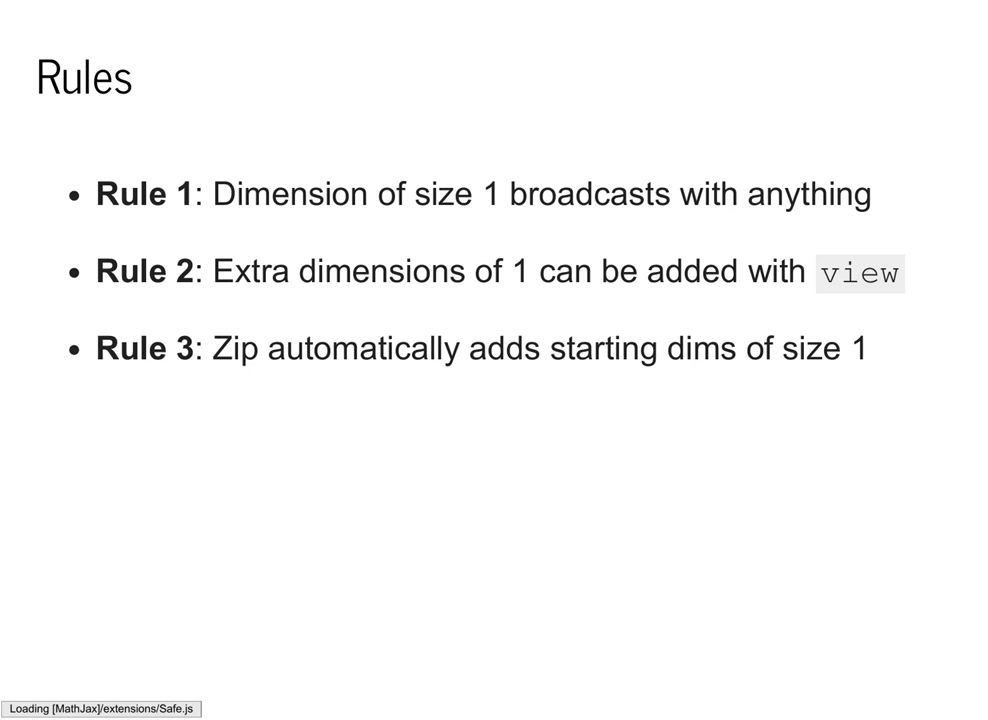 Rules
• Rule 1: Dimension of size 1 broadcasts with anything
• Rule 2: Extra dimensions of 1 can be added with view
• Rule 3: Zip automatically adds starting dims of size 1
Loading [MathJax]/extensions/Safe.js